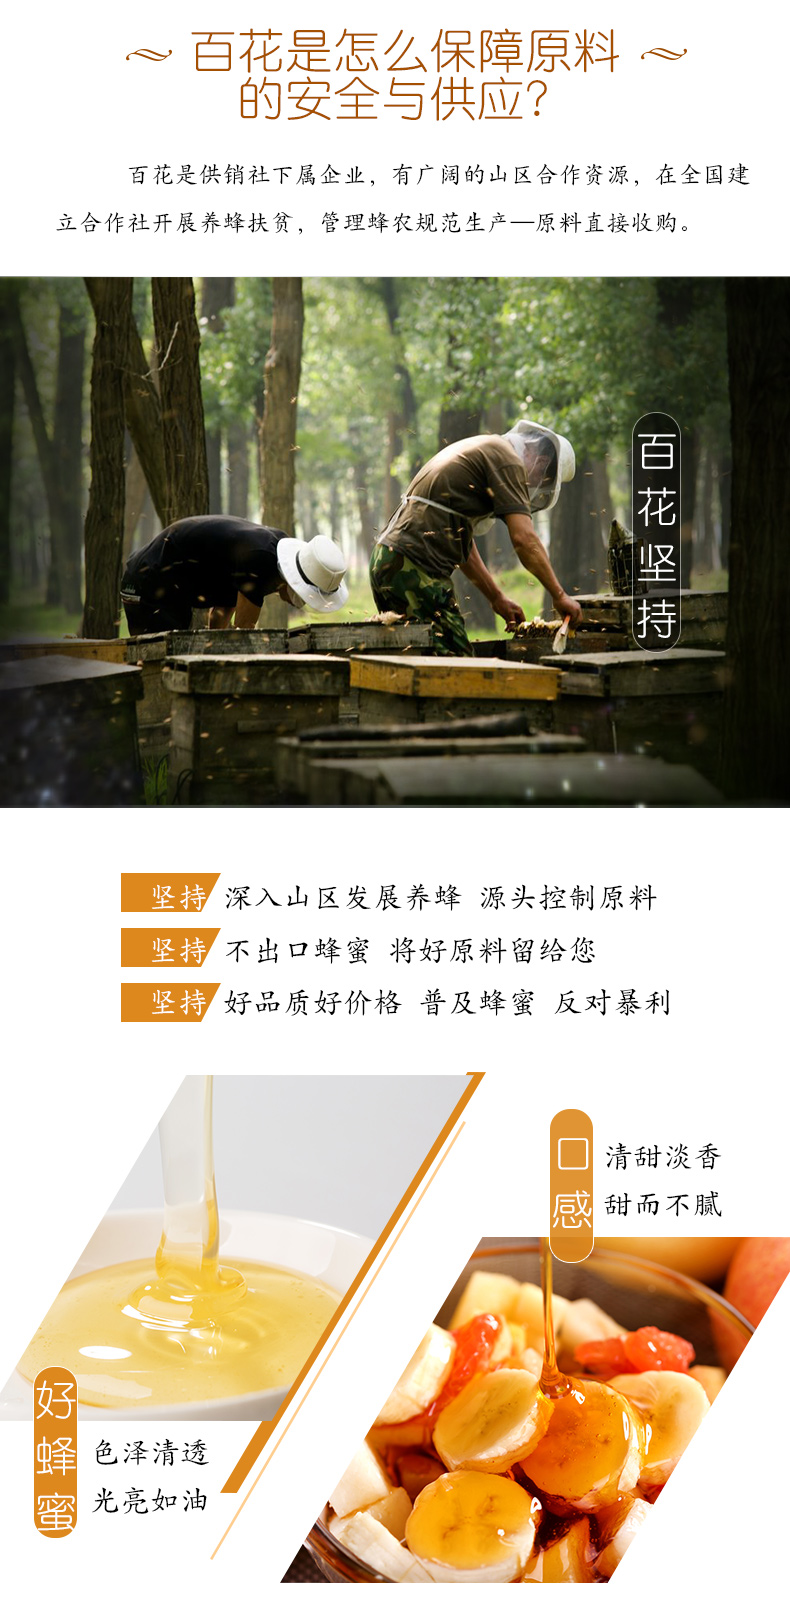 百花是怎么保障原料
的安全与供应?
百花是供销社下属企业，有广阔的山区合作资源，在全国建
立合作社开展养蜂扶贫，管理蜂农规范生产—原料直接收购。
百花坚持
坚持 深入山区发展养蜂 源头控制原料
坚持 不出口蜂蜜 将好原料留给您
坚持 好品质好价格 普及蜂蜜 反对暴利
口感
清甜淡香
甜而不腻
好蜂蜜
色泽清透
光亮如油